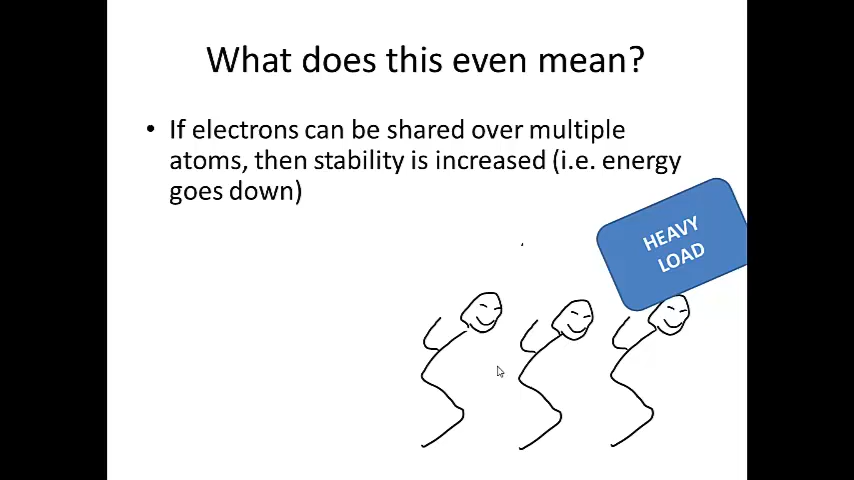 What does this even mean?
• If electrons can be shared over multiple
atoms, then stability is increased (i.e. energy
goes down)
HEAVY
LOAD